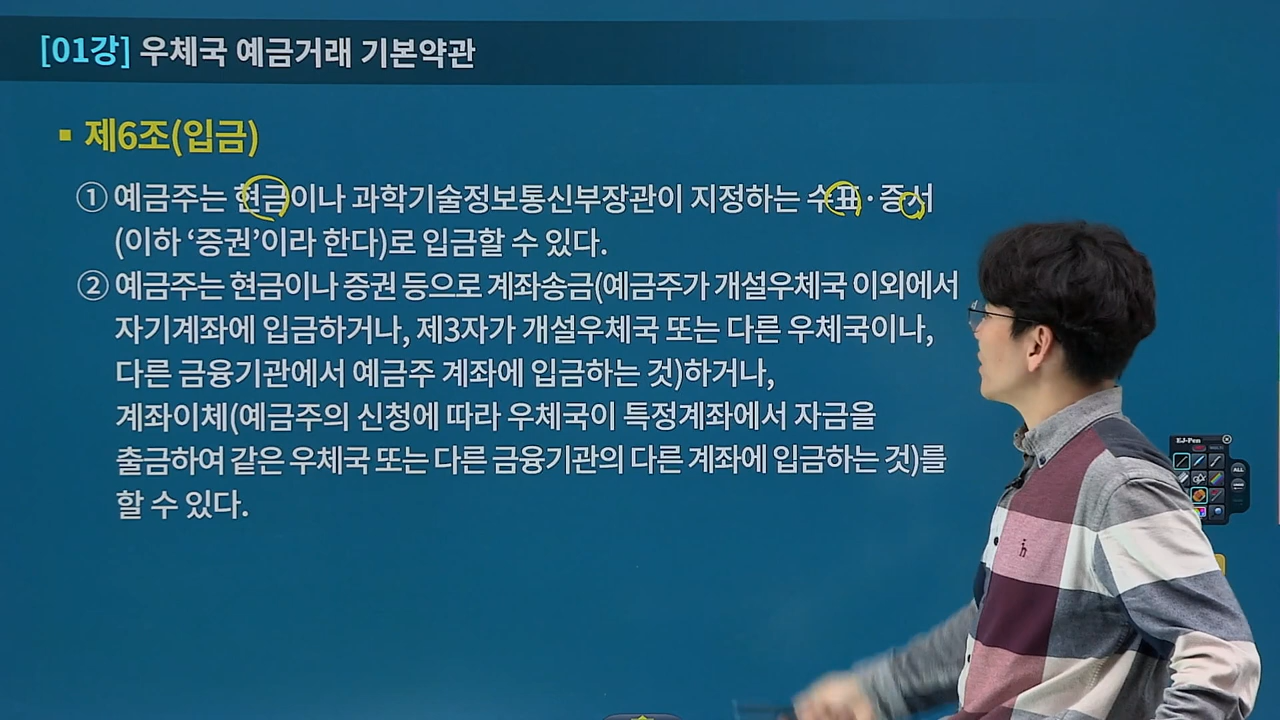 [01강] 우체국 예금거래 기본약관
▪ 제6조(입금)
① 예금주는 현금이나 과학기술정보통신부장관이 지정하는 수표·증서
(이하 ‘증권’이라 한다)로 입금할 수 있다.
② 예금주는 현금이나 증권 등으로 계좌송금(예금주가 개설우체국 이외에서
자기계좌에 입금하거나, 제3자가 개설우체국 또는 다른 우체국이나,
다른 금융기관에서 예금주 계좌에 입금하는 것)하거나,
계좌이체(예금주의 신청에 따라 우체국이 특정계좌에서 자금을
출금하여 같은 우체국 또는 다른 금융기관의 다른 계좌에 입금하는 것)를
할 수 있다.
EJ-Pen
ALL